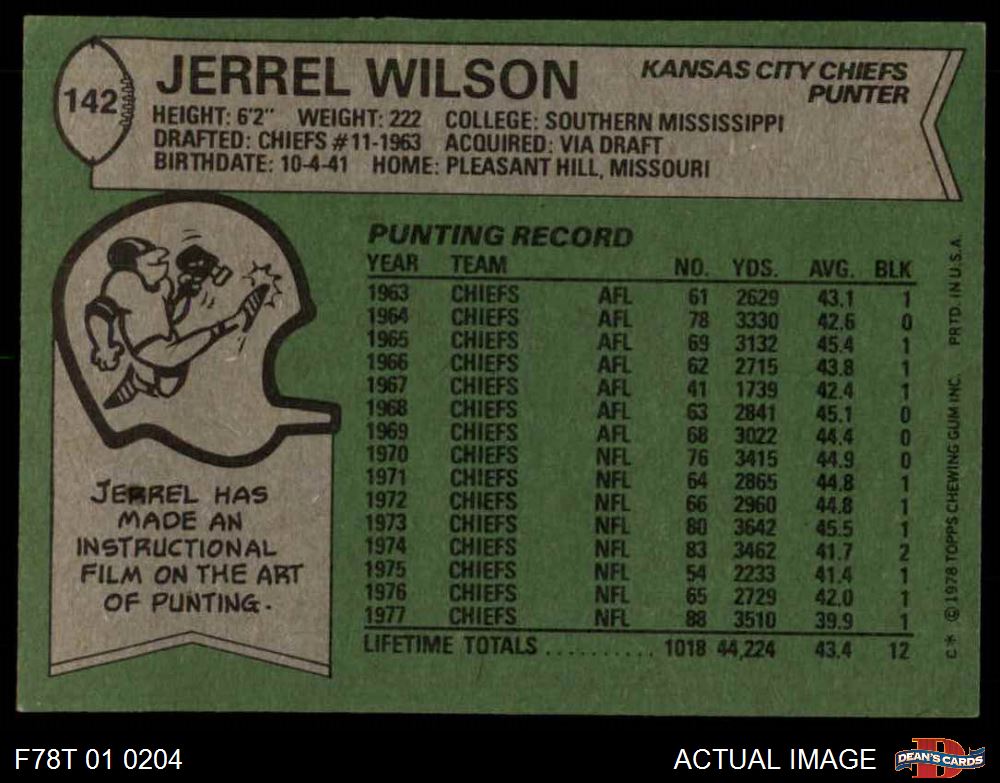 142
JERREL WILSON
KANSAS CITY CHIEFS
PUNTER
HEIGHT: 6'2" WEIGHT: 222 COLLEGE: SOUTHERN MISSISSIPPI
DRAFTED: CHIEFS #11-1963 ACQUIRED: VIA DRAFT
BIRTHDATE: 10-4-41 HOME: PLEASANT HILL, MISSOURI
JERREL HAS
MADE AN
INSTRUCTIONAL
FILM ON THE ART
OF PUNTING.
PUNTING RECORD
YEAR TEAM NO. YDS. AVG. BLK
1963 CHIEFS AFL 61 2629 43.1 1
1964 CHIEFS AFL 78 3330 42.6 0
1965 CHIEFS AFL 69 3132 45.4 1
1966 CHIEFS AFL 62 2715 43.8 1
1967 CHIEFS AFL 41 1739 42.4 1
1968 CHIEFS AFL 63 2841 45.1 0
1969 CHIEFS AFL 68 3022 44.4 0
1970 CHIEFS NFL 76 3415 44.9 0
1971 CHIEFS NFL 64 2865 44.8 1
1972 CHIEFS NFL 66 2960 44.8 1
1973 CHIEFS NFL 80 3642 45.5 1
1974 CHIEFS NFL 83 3462 41.7 2
1975 CHIEFS NFL 54 2233 41.4 1
1976 CHIEFS NFL 65 2729 42.0 1
1977 CHIEFS NFL 88 3510 39.9 1
LIFETIME TOTALS .......... 1018 44,224 43.4 12
C* © 1978 TOPPS CHEWING GUM INC. PRTD. IN U.S.A.
F78T 01 0204
ACTUAL IMAGE
D
DEAN'S CARDS